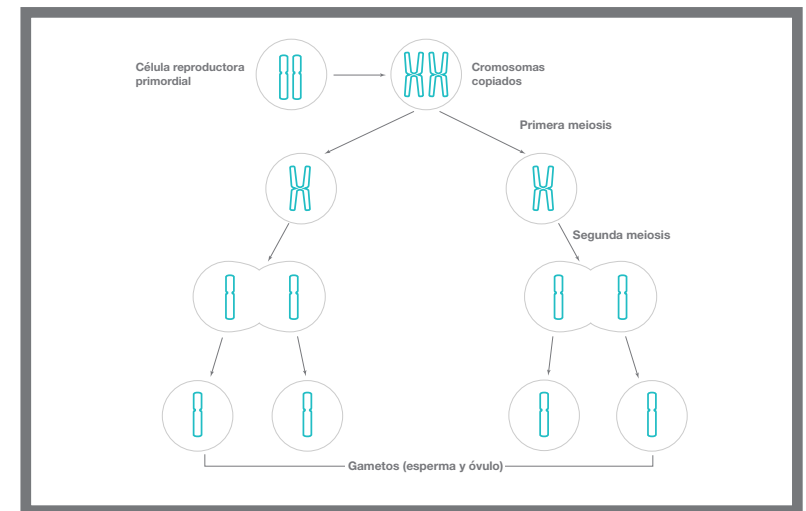 Célula reproductora
primordial
Cromosomas
copiados
Primera meiosis
Segunda meiosis
Gametos (esperma y óvulo)